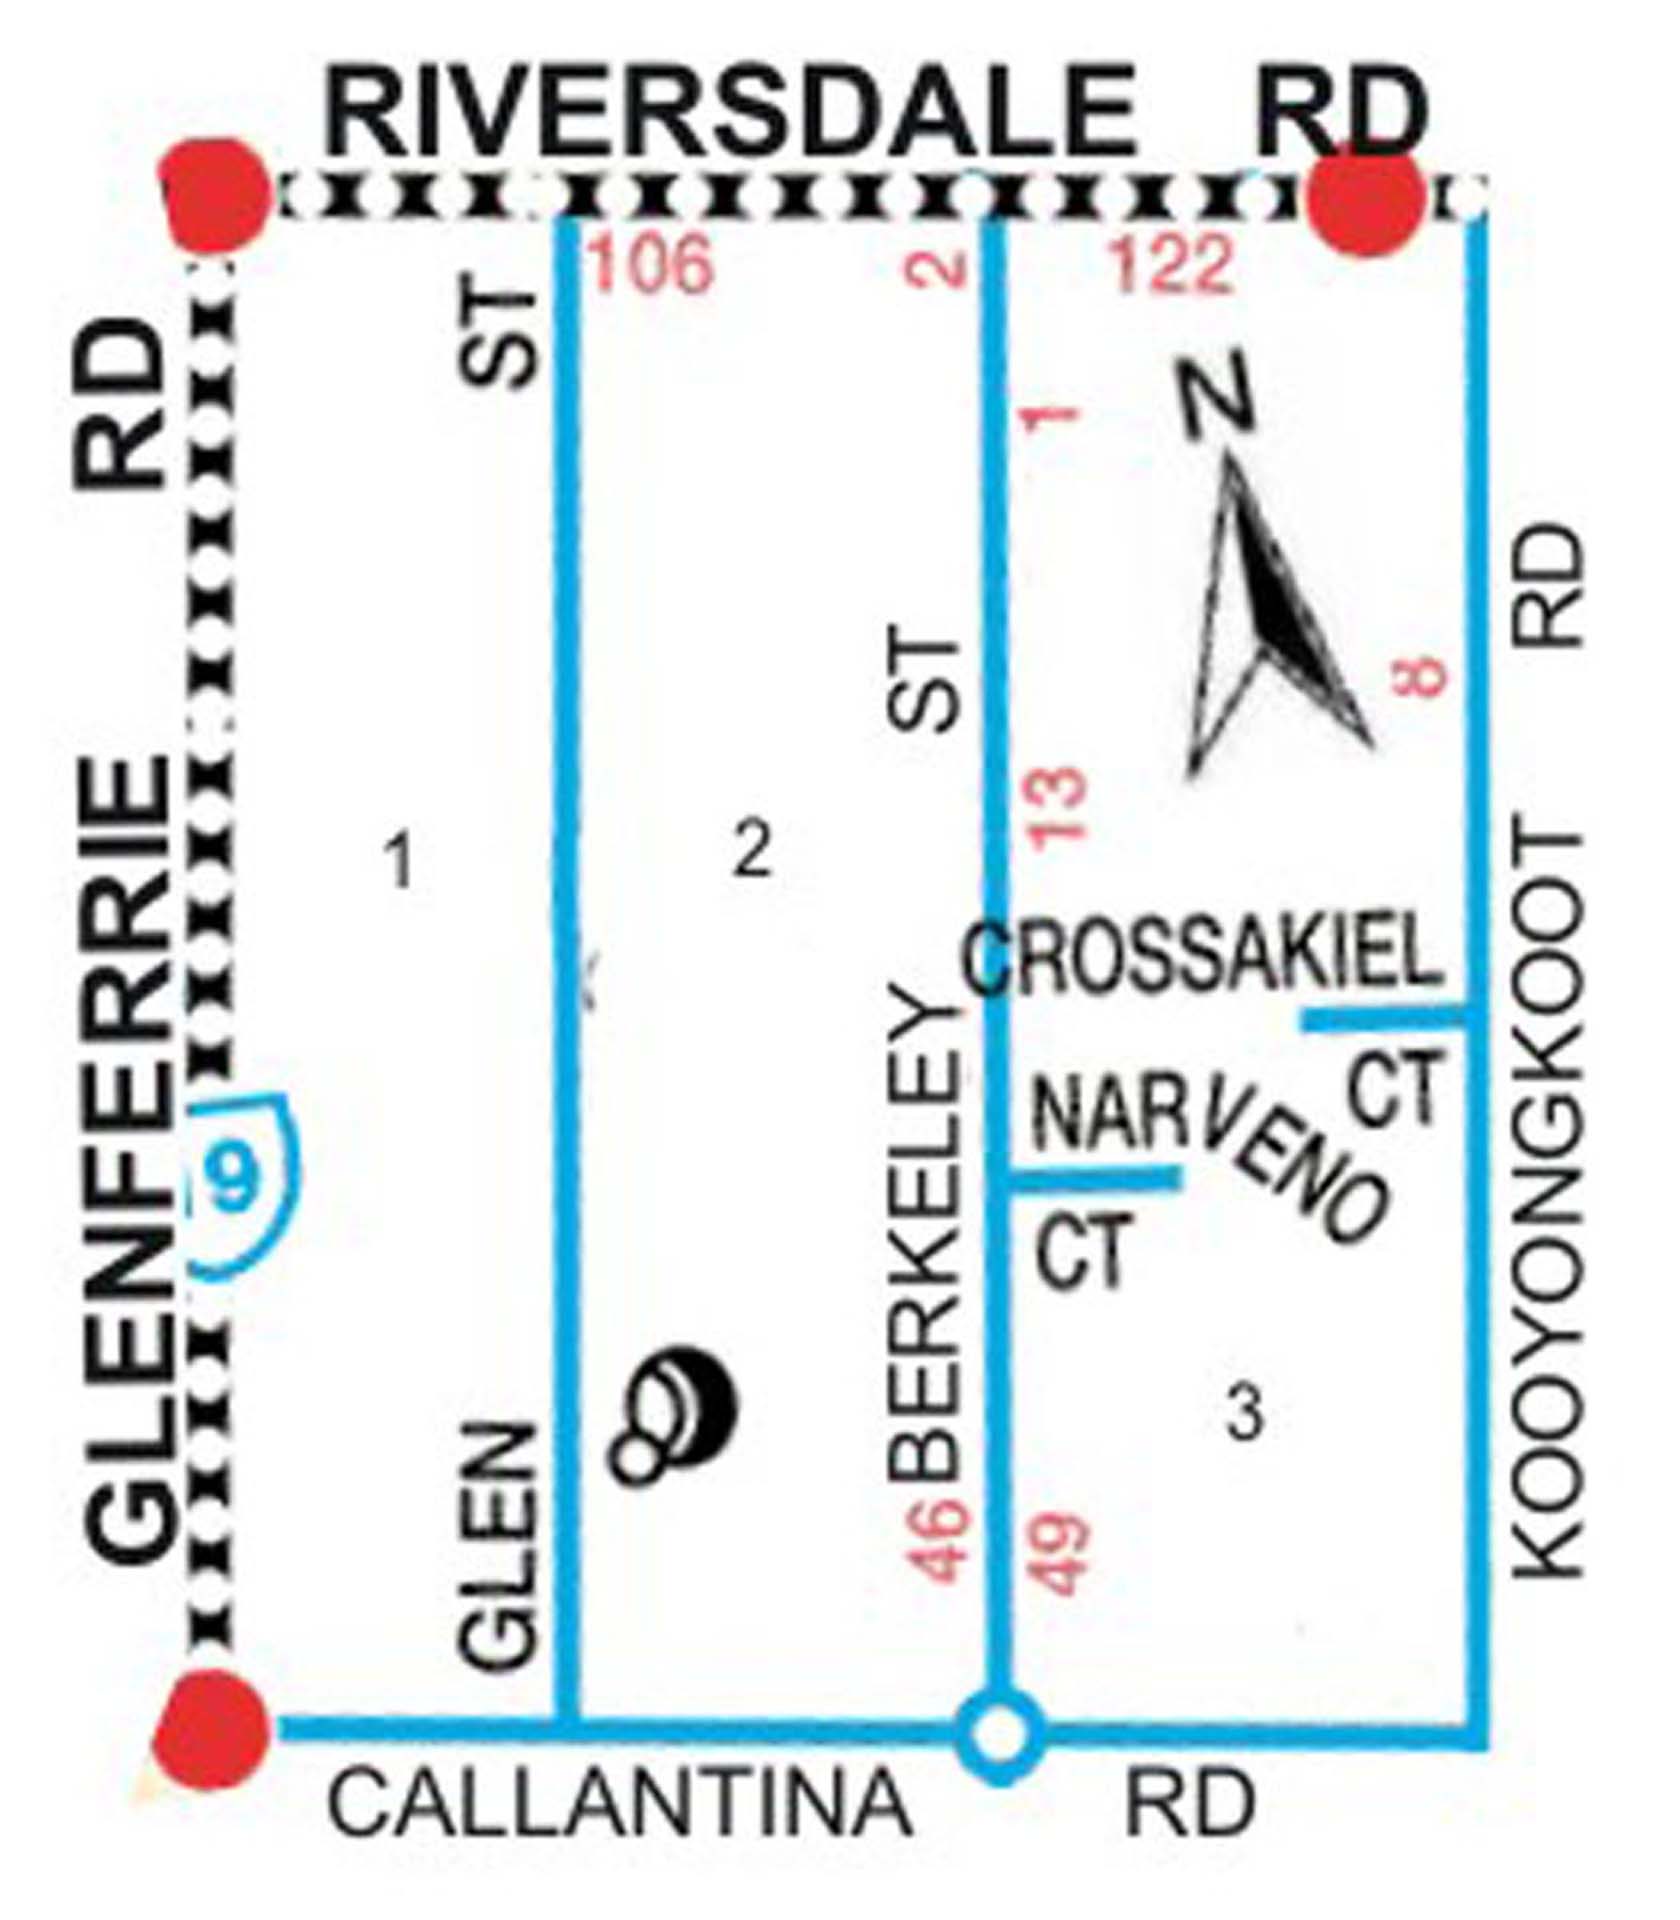 RIVERSDALE RD
106
2
122
GLENFERRIE RD
GLEN ST
BERKELEY ST
1
N
8
13
1
2
CROSSAKIEL
CT
NARVENO
CT
9
3
46
49
KOOYONGKOOT RD
CALLANTINA RD